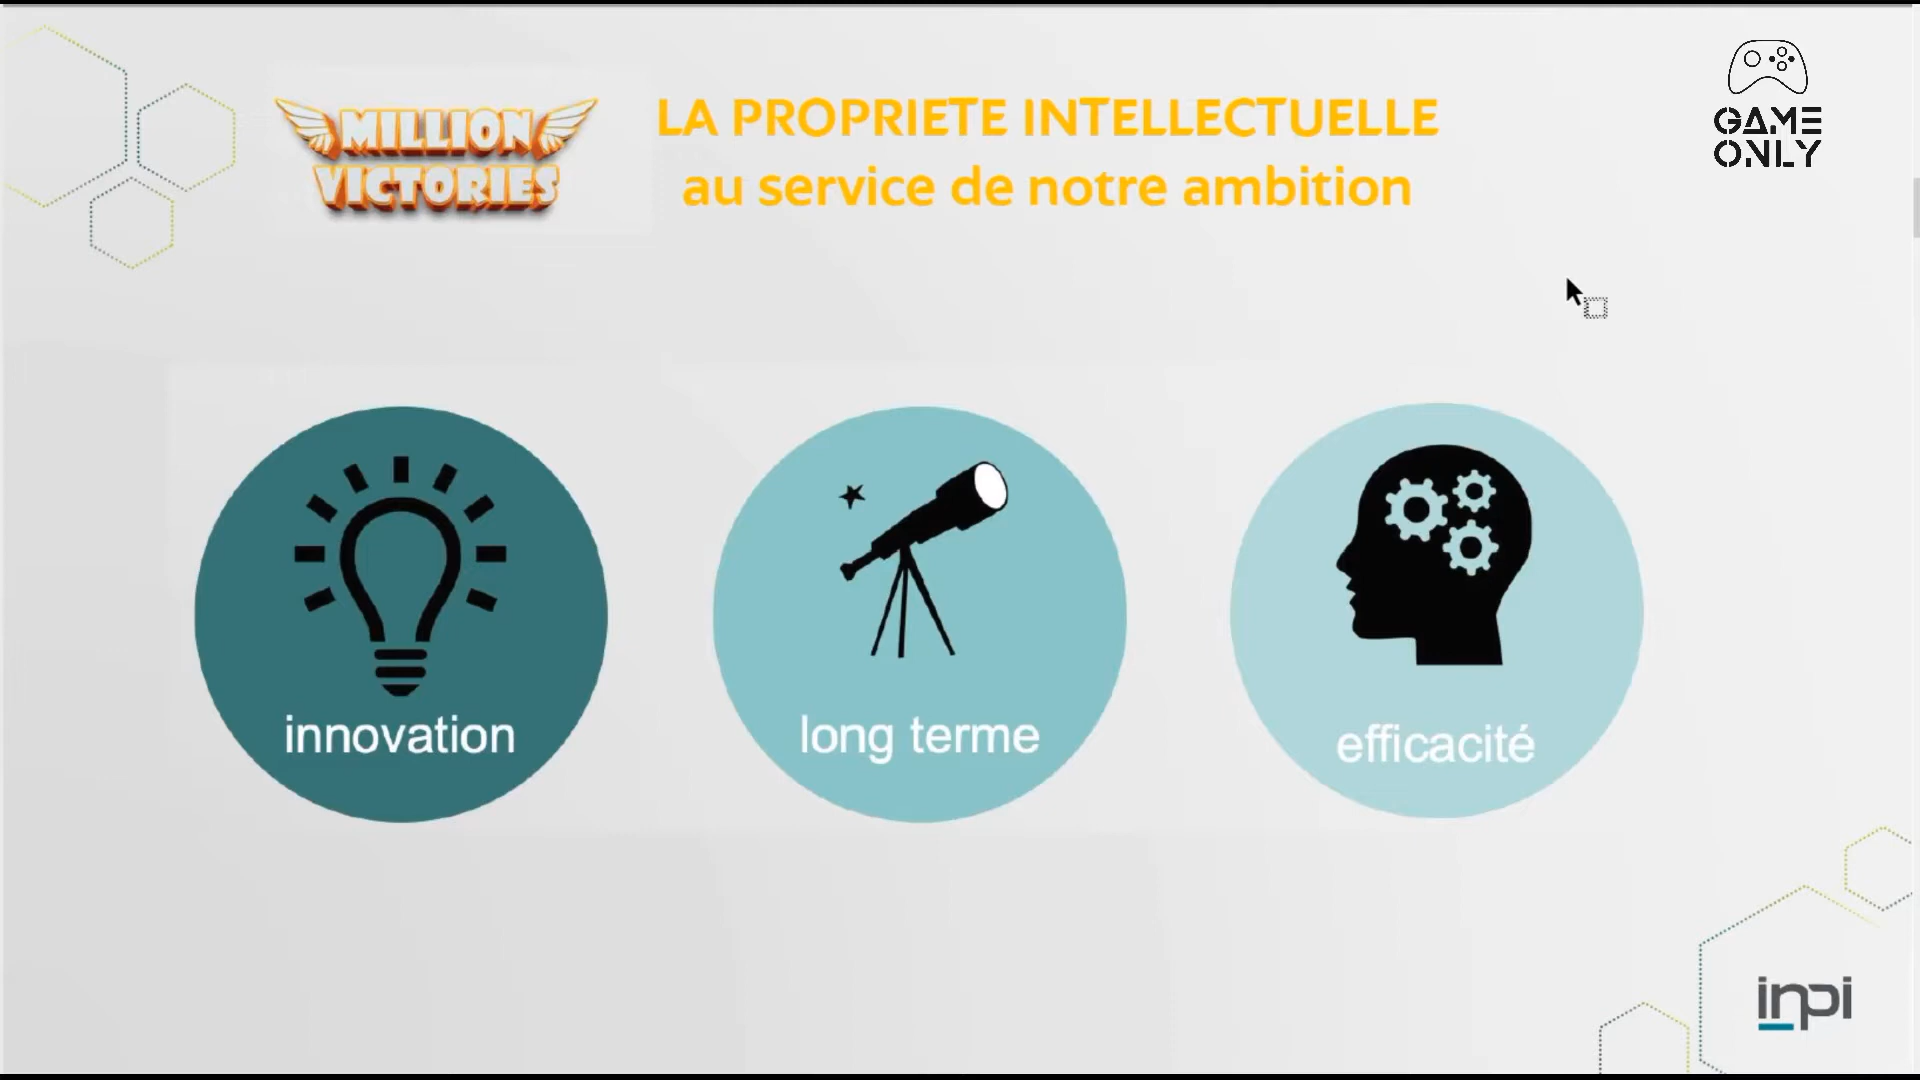 MILLION
VICTORIES
LA PROPRIETE INTELLECTUELLE
au service de notre ambition
GAME
ONLY
innovation
long terme
efficacité
inpi